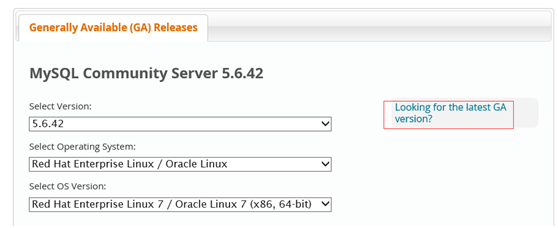 Generally Available (GA) Releases
MySQL Community Server 5.6.42
Select Version:
5.6.42
Looking for the latest GA
version?
Select Operating System:
Red Hat Enterprise Linux / Oracle Linux
Select OS Version:
Red Hat Enterprise Linux 7 / Oracle Linux 7 (x86, 64-bit)